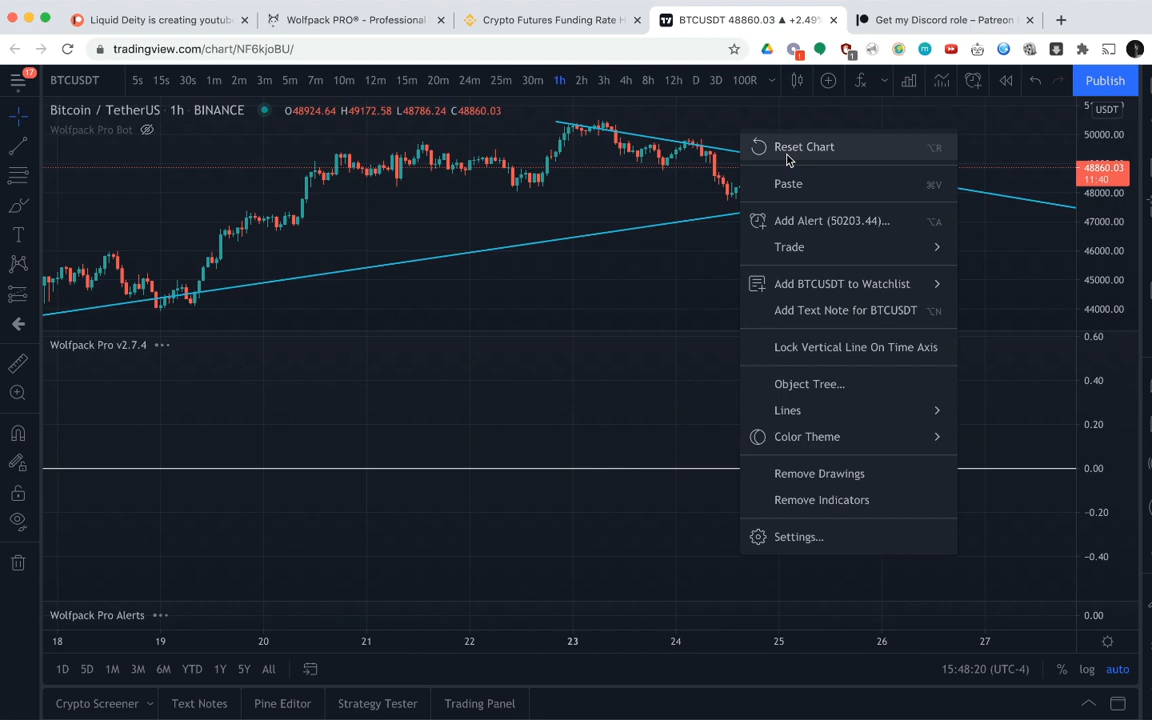 Liquid Deity is creating youtub
Wolfpack PRO® - Professional
Crypto Futures Funding Rate H
BTCUSDT 48860.03 ▲ +2.49%
Get my Discord role – Patreon
tradingview.com/chart/NF6kjoBU/
17
BTCUSDT 5s 15s 30s 1m 2m 3m 5m 7m 10m 12m 15m 20m 24m 25m 30m 1h 2h 3h 4h 8h 12h D 3D 100R
Publish
Bitcoin / TetherUS · 1h · BINANCE O48924.64 H49172.58 L48786.24 C48860.03
Wolfpack Pro Bot
USDT
50000.00
48860.03
11:40
48000.00
47000.00
46000.00
45000.00
44000.00
Reset Chart ⌥R
Paste ⌘V
Add Alert (50203.44)... ⌥A
Trade
Add BTCUSDT to Watchlist
Add Text Note for BTCUSDT ⌥N
Lock Vertical Line On Time Axis
Object Tree...
Lines
Color Theme
Remove Drawings
Remove Indicators
Settings...
Wolfpack Pro v2.7.4
0.60
0.40
0.20
0.00
−0.20
−0.40
Wolfpack Pro Alerts
0.00
18 19 20 21 22 23 24 25 26 27
1D 5D 1M 3M 6M YTD 1Y 5Y All
15:48:20 (UTC-4) % log auto
Crypto Screener Text Notes Pine Editor Strategy Tester Trading Panel